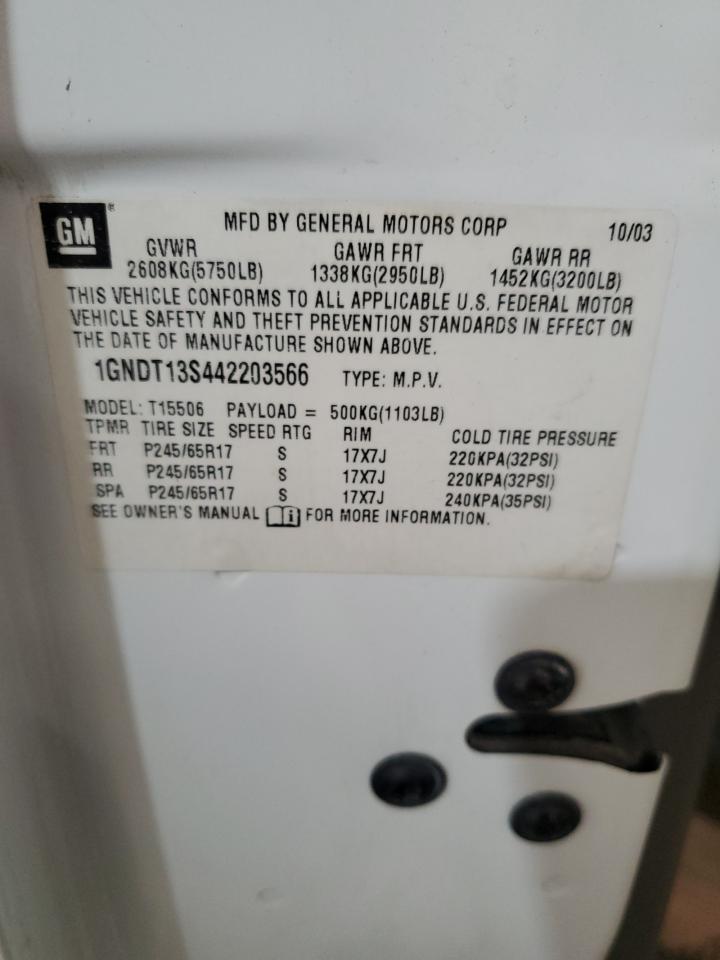 GM®
MFD BY GENERAL MOTORS CORP 10/03
GVWR GAWR FRT GAWR RR
2608KG(5750LB) 1338KG(2950LB) 1452KG(3200LB)
THIS VEHICLE CONFORMS TO ALL APPLICABLE U.S. FEDERAL MOTOR
VEHICLE SAFETY AND THEFT PREVENTION STANDARDS IN EFFECT ON
THE DATE OF MANUFACTURE SHOWN ABOVE.
1GNDT13S442203566 TYPE: M.P.V.
MODEL: T15506 PAYLOAD = 500KG(1103LB)
TPMR TIRE SIZE SPEED RTG RIM COLD TIRE PRESSURE
FRT P245/65R17 S 17X7J 220KPA(32PSI)
RR P245/65R17 S 17X7J 220KPA(32PSI)
SPA P245/65R17 S 17X7J 240KPA(35PSI)
SEE OWNER'S MANUAL FOR MORE INFORMATION.